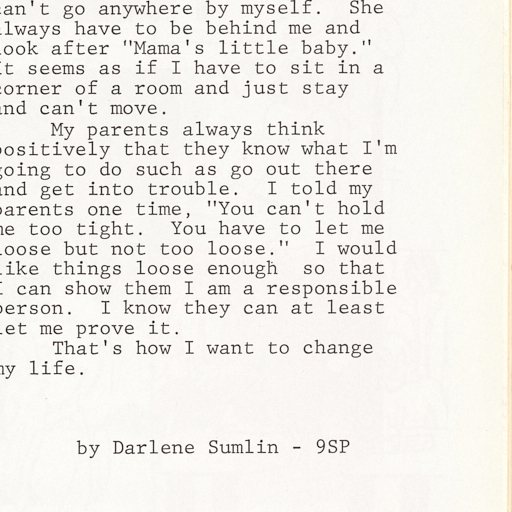 can't go anywhere by myself.  She
always have to be behind me and
look after "Mama's little baby."
It seems as if I have to sit in a
corner of a room and just stay
and can't move.
My parents always think
positively that they know what I'm
going to do such as go out there
and get into trouble.  I told my
parents one time, "You can't hold
me too tight.  You have to let me
loose but not too loose."  I would
like things loose enough  so that
I can show them I am a responsible
person.  I know they can at least
let me prove it.
That's how I want to change
my life.
by Darlene Sumlin - 9SP